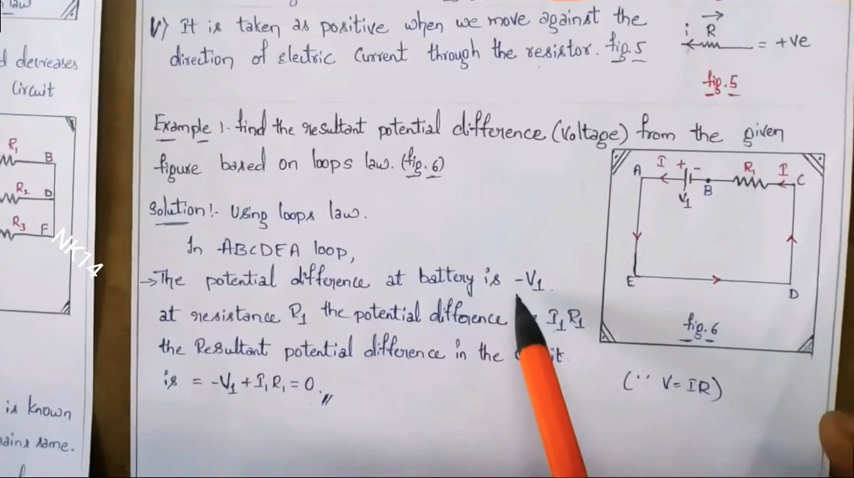 law
d decreases
circuit
R1
B
R2
D
R3
F
NK14
is known
ains same.
V) It is taken as positive when we move against the
direction of electric current through the resistor. fig 5
i R = +ve
fig.5
Example 1. find the resultant potential difference (Voltage) from the given
figure based on loops law. (fig. 6)
Solution!- Using loops law.
In ABCDEA loop,
→The potential difference at battery is -V1.
at resistance R1 the potential difference I1R1
the Resultant potential difference in the
is = -V1 + I1R1 = 0.
A I + - R1 I C
V1 B
E D
fig.6
(∵ V=IR)